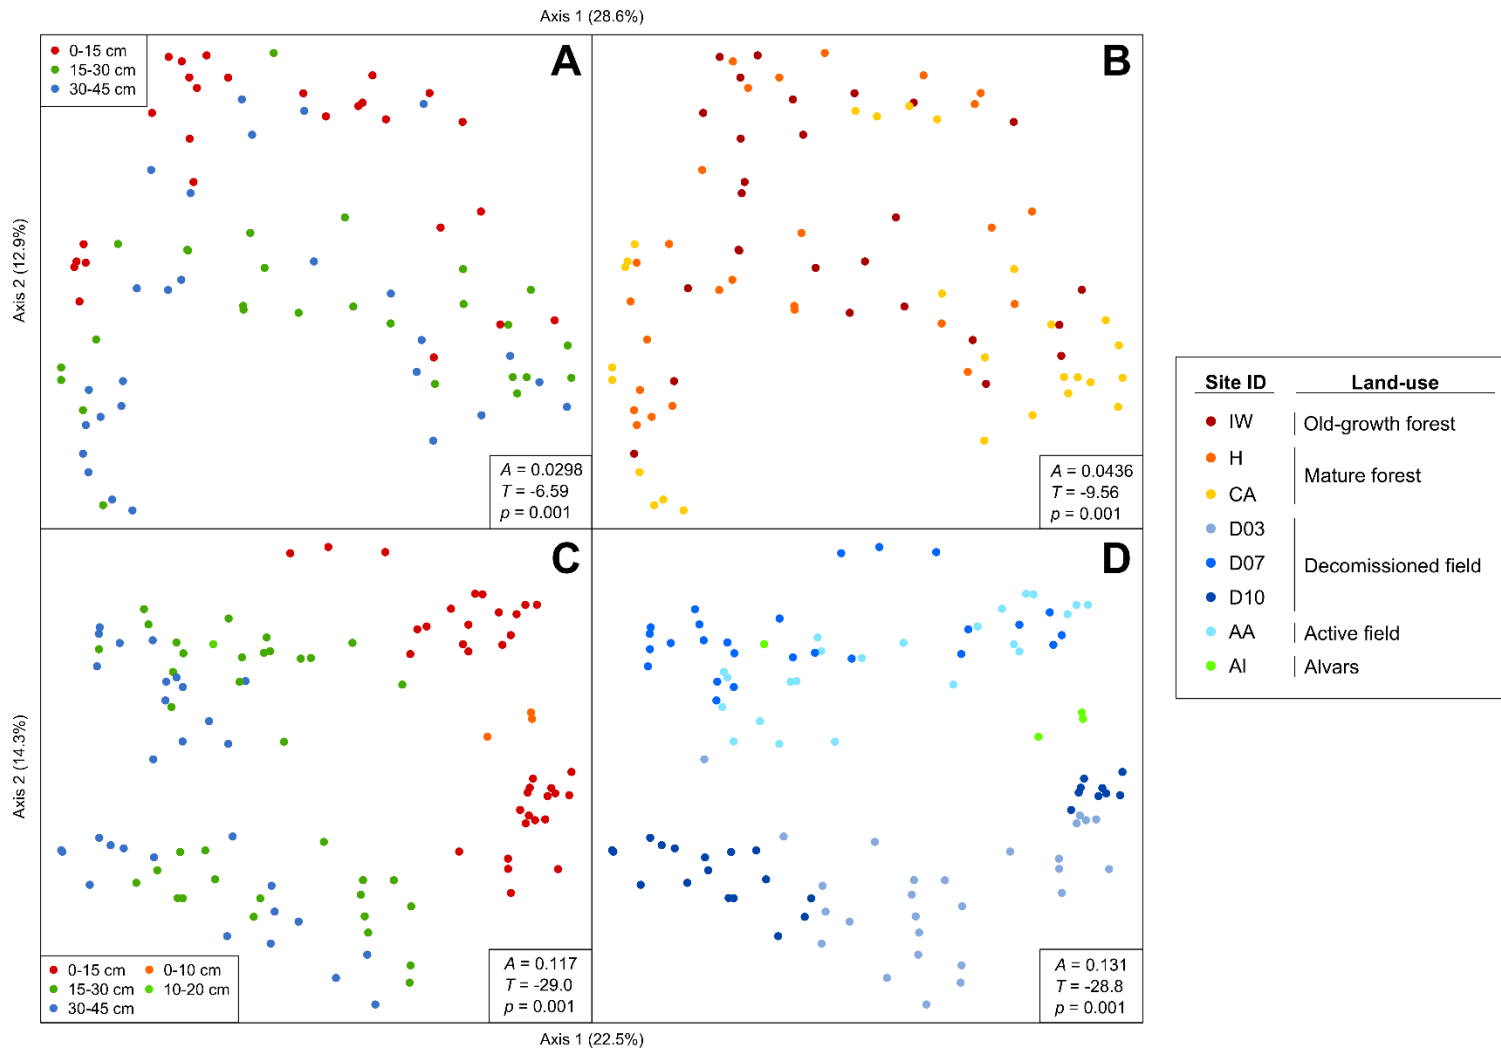 Axis 1 (28.6%)
0-15 cm
15-30 cm
30-45 cm
A
B
Axis 2 (12.9%)
A = 0.0298
T = -6.59
p = 0.001
A = 0.0436
T = -9.56
p = 0.001
Site ID Land-use
IW Old-growth forest
H
Mature forest
CA
D03
D07 Decomissioned field
D10
AA Active field
Al Alvars
C
D
Axis 2 (14.3%)
0-15 cm 0-10 cm
15-30 cm 10-20 cm
30-45 cm
A = 0.117
T = -29.0
p = 0.001
A = 0.131
T = -28.8
p = 0.001
Axis 1 (22.5%)